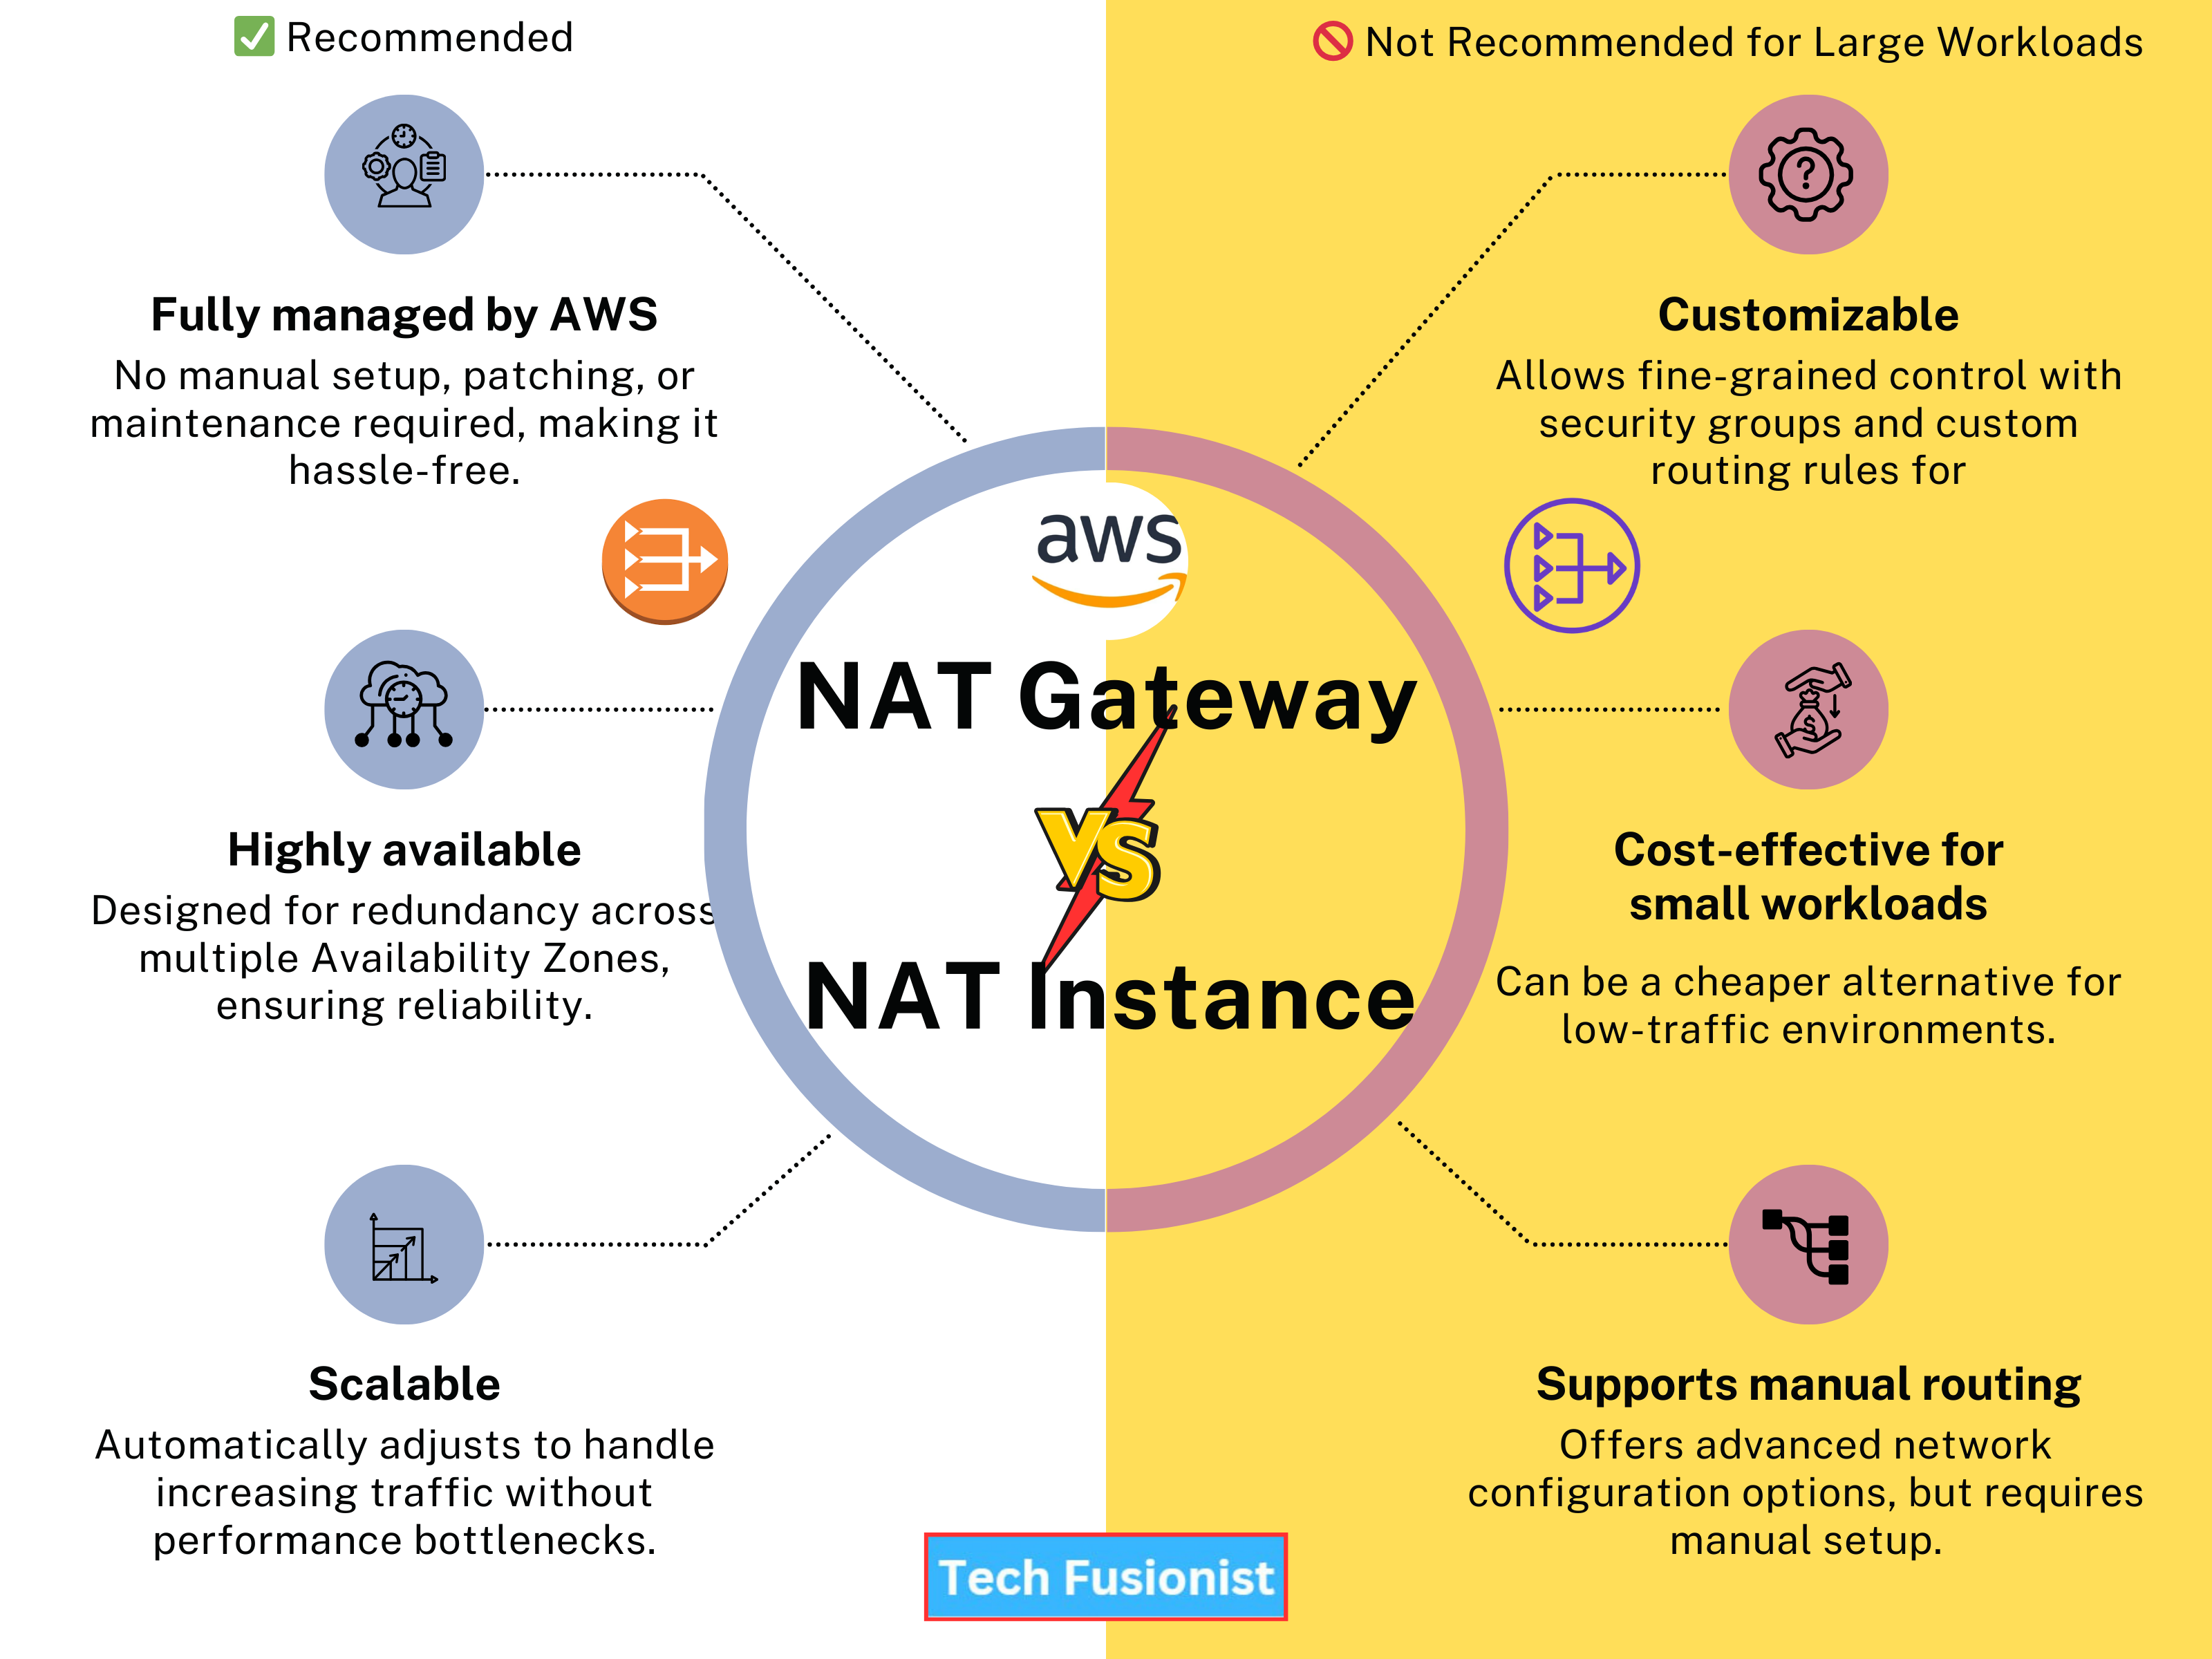 ✅ Recommended
Fully managed by AWS
No manual setup, patching, or
maintenance required, making it
hassle-free.
Highly available
Designed for redundancy across
multiple Availability Zones,
ensuring reliability.
Scalable
Automatically adjusts to handle
increasing traffic without
performance bottlenecks.
aws
NAT Gateway
VS
NAT Instance
🚫 Not Recommended for Large Workloads
Customizable
Allows fine-grained control with
security groups and custom
routing rules for
Cost-effective for
small workloads
Can be a cheaper alternative for
low-traffic environments.
Supports manual routing
Offers advanced network
configuration options, but requires
manual setup.
Tech Fusionist